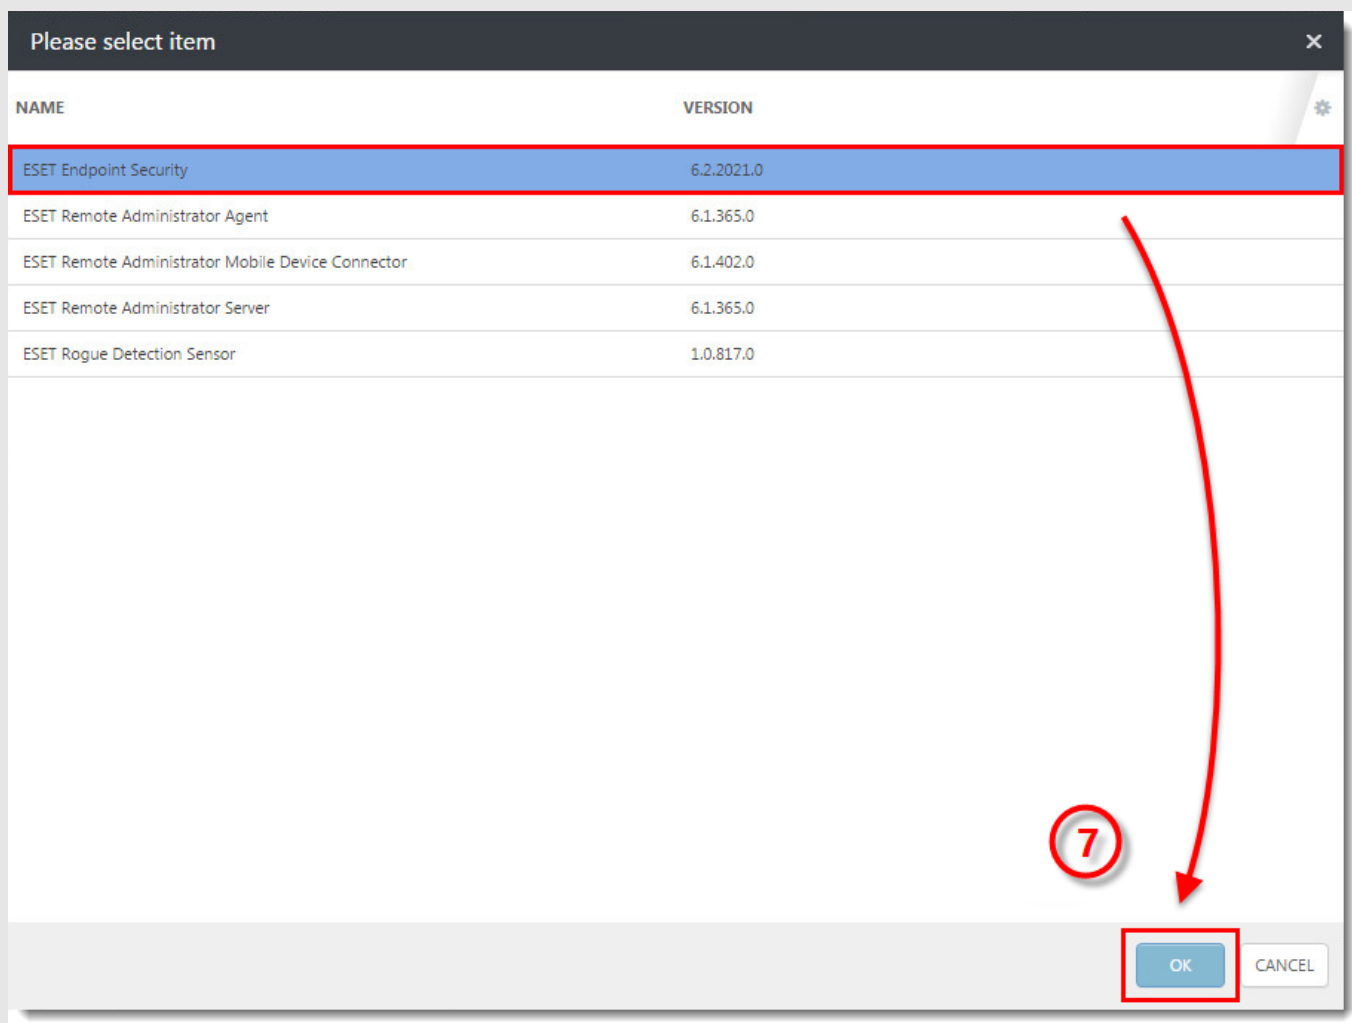 Please select item
NAME VERSION
ESET Endpoint Security 6.2.2021.0
ESET Remote Administrator Agent 6.1.365.0
ESET Remote Administrator Mobile Device Connector 6.1.402.0
ESET Remote Administrator Server 6.1.365.0
ESET Rogue Detection Sensor 1.0.817.0
7
OK CANCEL